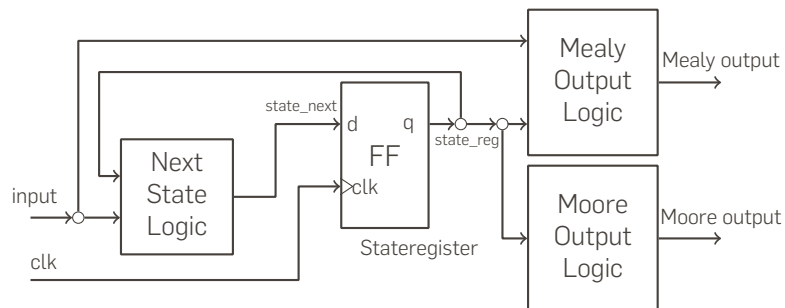 Mealy
Output
Logic
Mealy output
state_next
d
q
FF
state_reg
clk
Next
State
Logic
input
Stateregister
Moore
Output
Logic
Moore output
clk